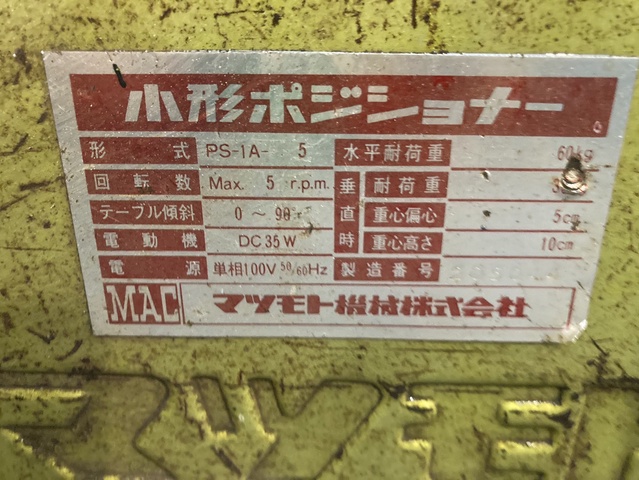 小形ポジショナー
形式 PS-1A- 5 水平耐荷重 60kg
回転数 Max. 5 r.p.m. 垂直時 耐荷重
テーブル傾斜 0 ～ 90° 重心偏心 5cm
電動機 DC 35 W 重心高さ 10cm
電源 単相100V 50/60Hz 製造番号
MAC マツモト機械株式会社
マツモ